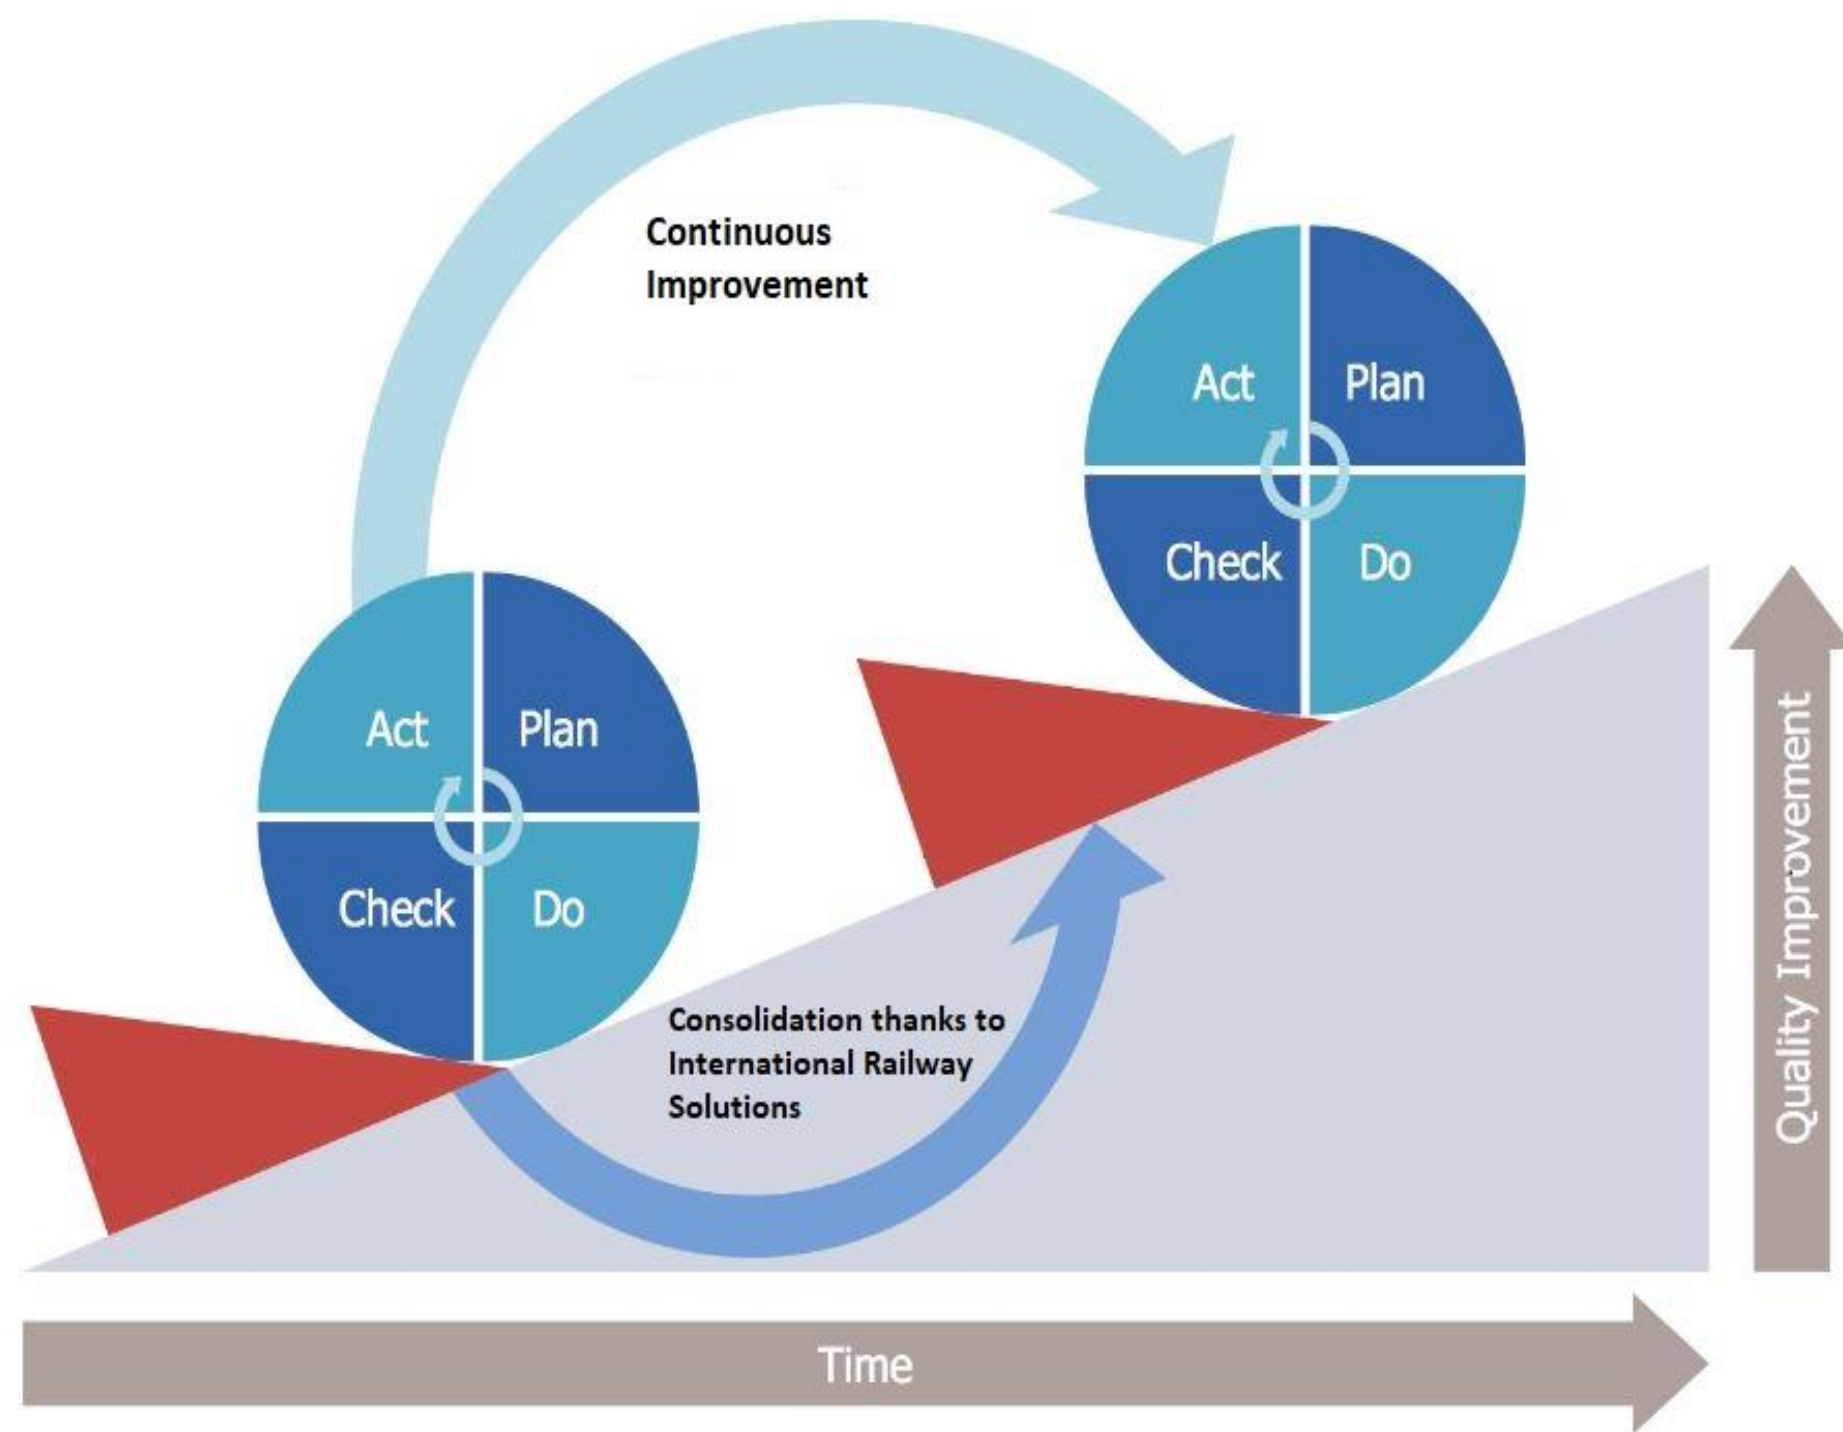 Continuous
Improvement
Act
Plan
Check
Do
Act
Plan
Check
Do
Consolidation thanks to
International Railway
Solutions
Quality Improvement
Time